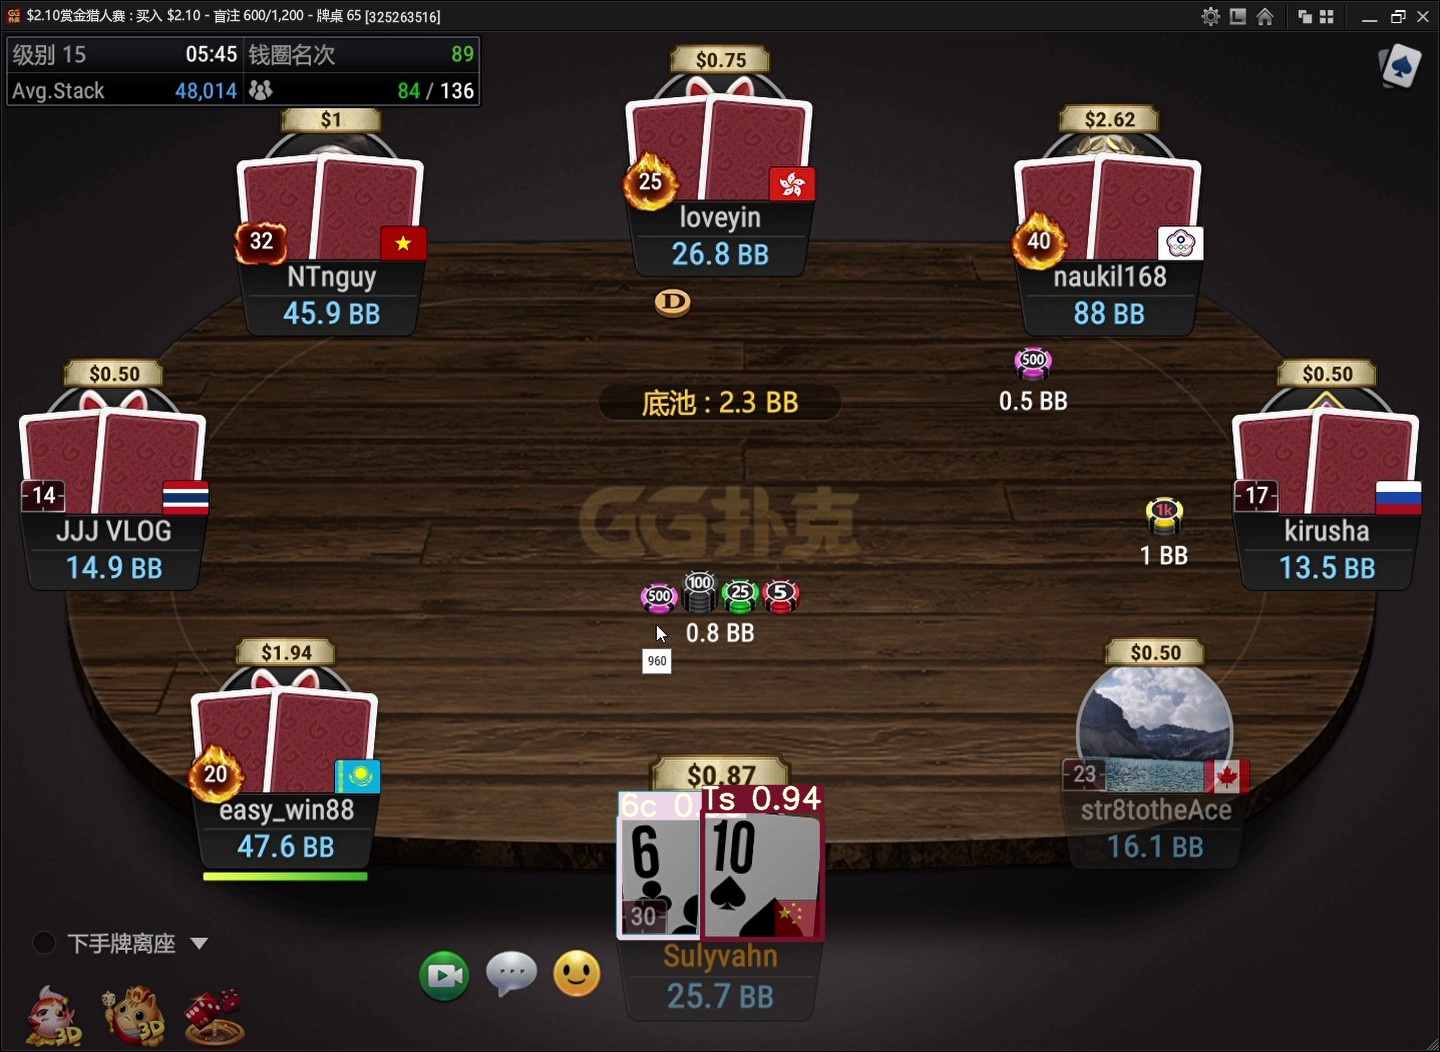 $2.10赏金猎人赛 : 买入 $2.10 - 盲注 600/1,200 - 牌桌 65 [325263516]
级别 15 05:45 钱圈名次 89
Avg.Stack 48,014 84 / 136
$0.75
25
loveyin
26.8 BB
$1
32
NTnguy
45.9 BB
$2.62
40
naukil168
88 BB
D
500
0.5 BB
底池 : 2.3 BB
$0.50
14
JJJ VLOG
14.9 BB
$0.50
17
kirusha
13.5 BB
1k
1 BB
GG扑克
500 100 25 5
0.8 BB
960
$1.94
20
easy_win88
47.6 BB
$0.50
23
str8totheAce
16.1 BB
$0.87
6c 0. Ts 0.94
6 10
30
Sulyvahn
25.7 BB
下手牌离座
3D 3D